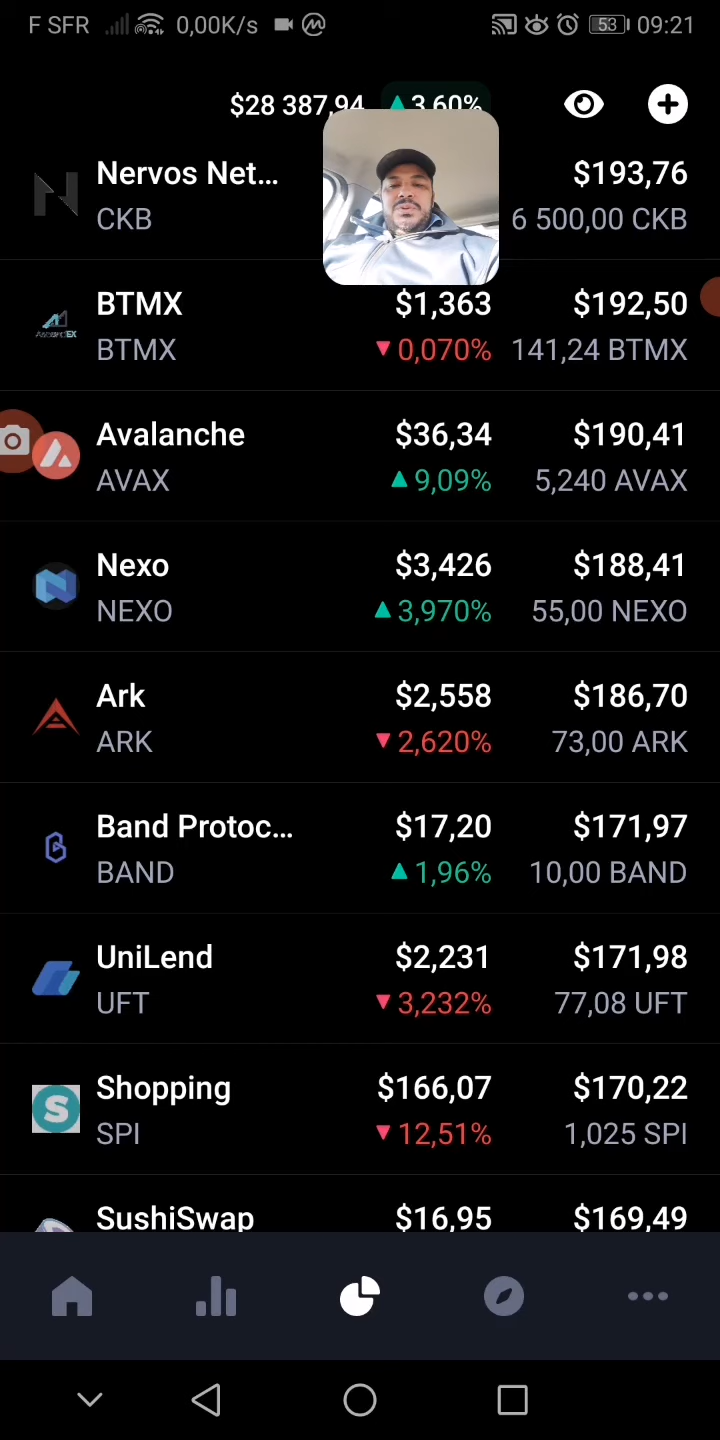 F SFR 0,00K/s 53 09:21
$28 387,94 3,60%
Nervos Net... $193,76
CKB 6 500,00 CKB
BTMX $1,363 $192,50
BTMX 0,070% 141,24 BTMX
Avalanche $36,34 $190,41
AVAX 9,09% 5,240 AVAX
Nexo $3,426 $188,41
NEXO 3,970% 55,00 NEXO
Ark $2,558 $186,70
ARK 2,620% 73,00 ARK
Band Protoc... $17,20 $171,97
BAND 1,96% 10,00 BAND
UniLend $2,231 $171,98
UFT 3,232% 77,08 UFT
Shopping $166,07 $170,22
SPI 12,51% 1,025 SPI
SushiSwap $16,95 $169,49